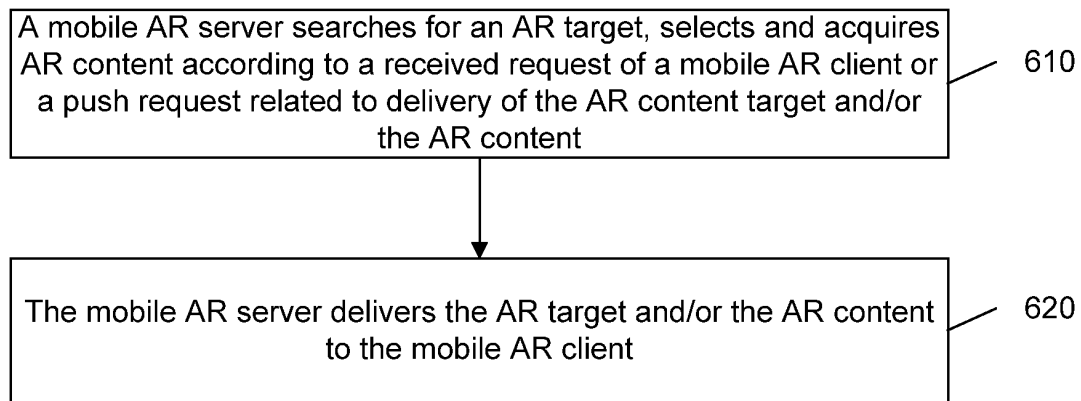 A mobile AR server searches for an AR target, selects and acquires
AR content according to a received request of a mobile AR client or
a push request related to delivery of the AR content target and/or
the AR content
610
The mobile AR server delivers the AR target and/or the AR content
to the mobile AR client
620